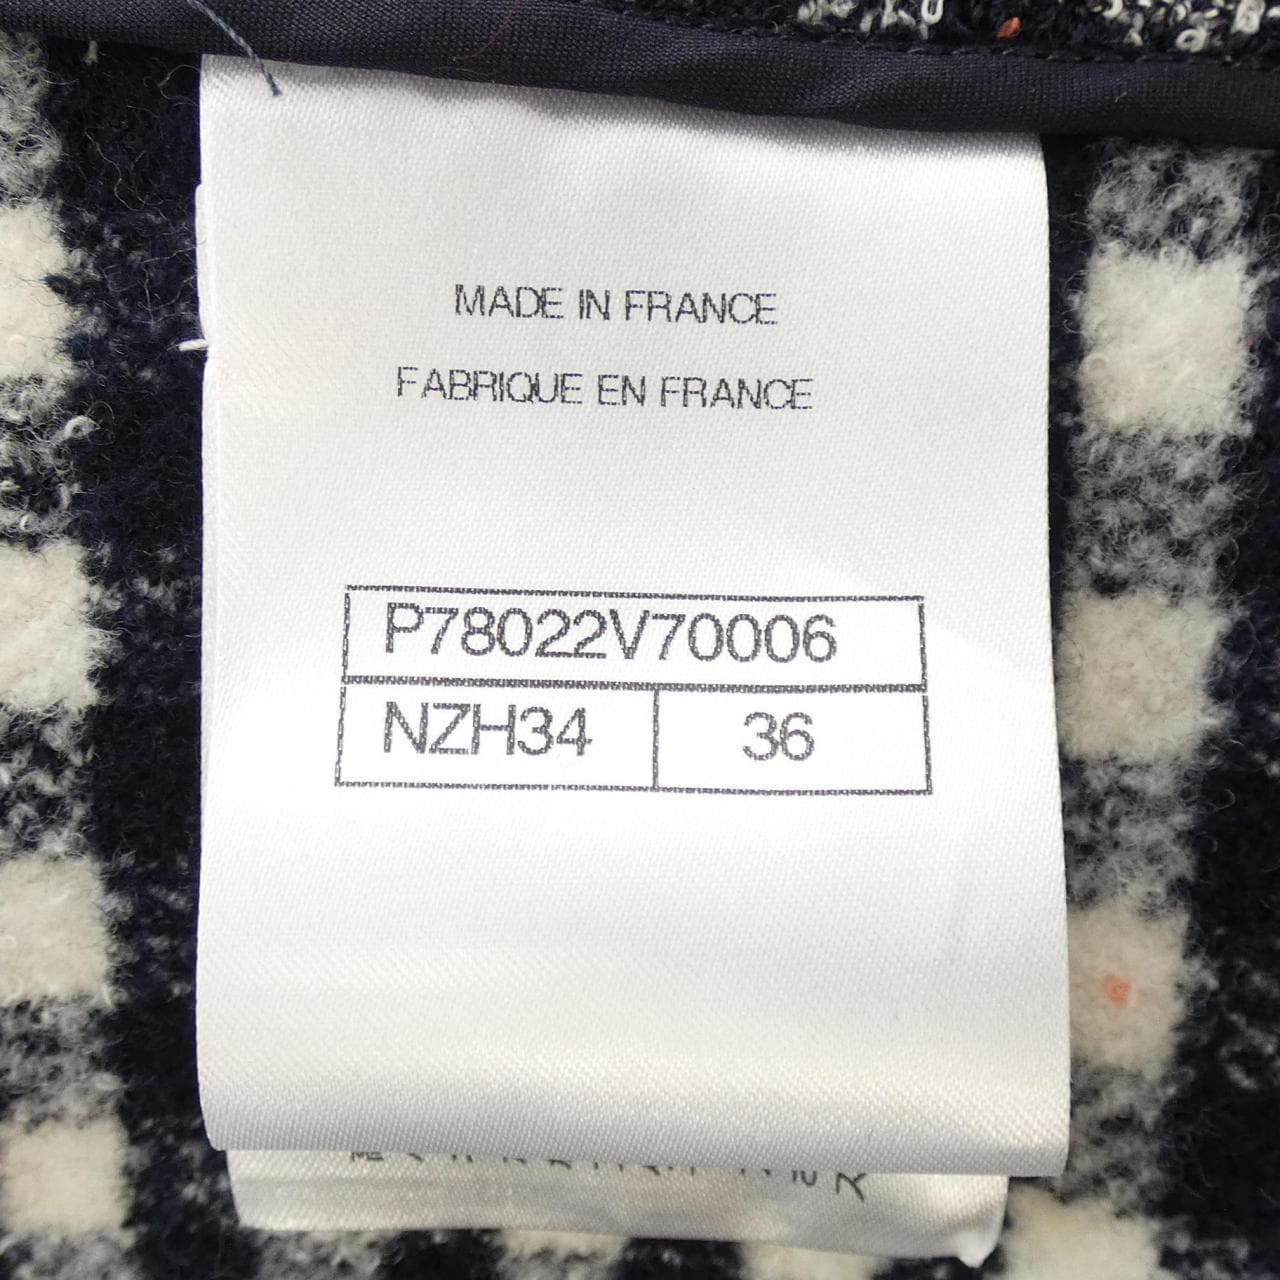 MADE IN FRANCE
FABRIQUE EN FRANCE
P78022V70006
NZH34 36